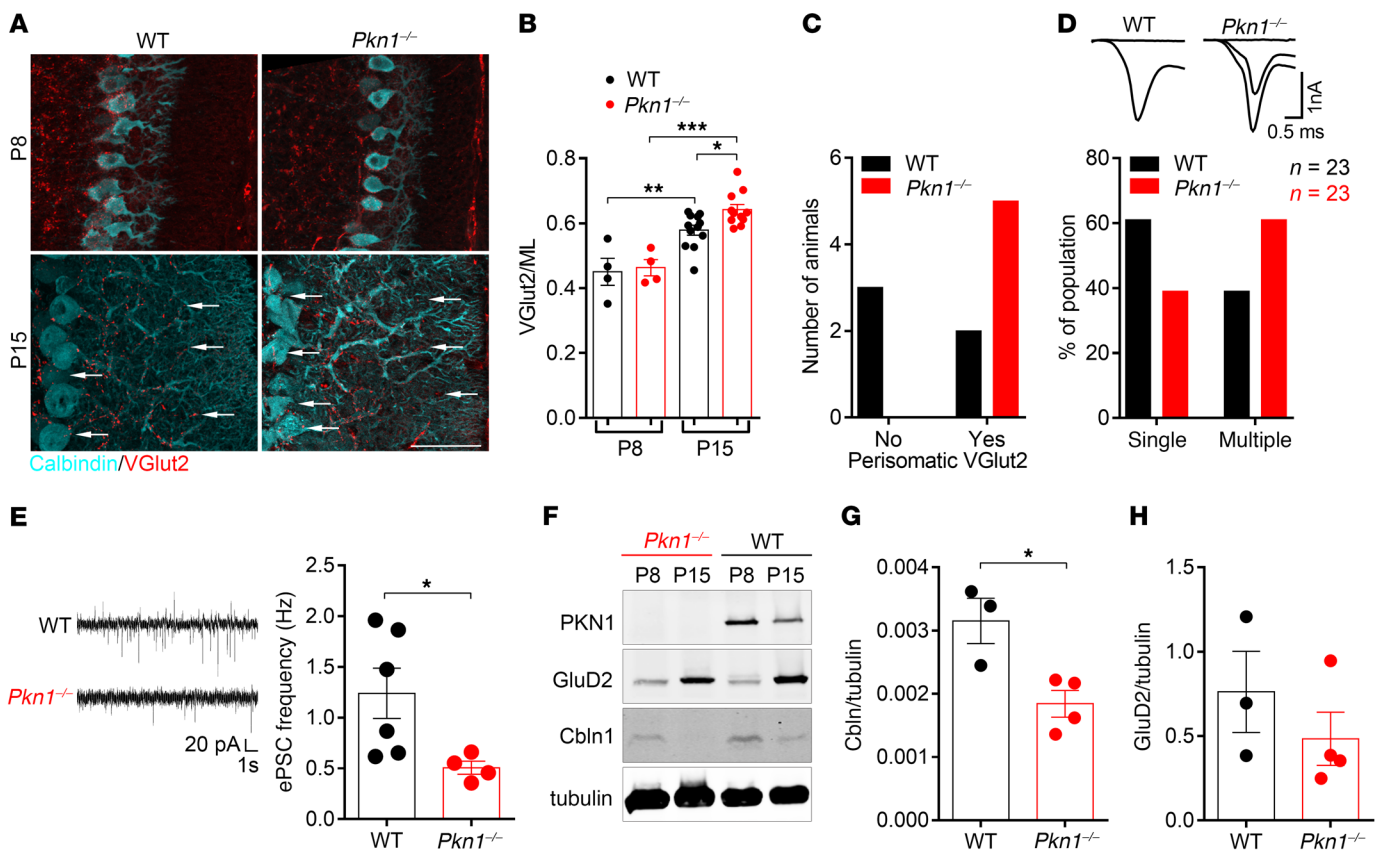 A
WT
Pkn1–/–
P8
P15
Calbindin/VGlut2
B
WT
Pkn1–/–
***
*
**
VGlut2/ML
0.8
0.6
0.4
0.2
0.0
P8
P15
C
WT
Pkn1–/–
Number of animals
6
4
2
0
No
Yes
Perisomatic VGlut2
D
WT
Pkn1–/–
1nA
0.5 ms
WT
Pkn1–/–
n = 23
n = 23
% of population
80
60
40
20
0
Single
Multiple
E
WT
Pkn1–/–
20 pA
1s
ePSC frequency (Hz)
2.5
2.0
1.5
1.0
0.5
0.0
*
WT
Pkn1–/–
F
Pkn1–/–
WT
P8 P15 P8 P15
PKN1
GluD2
Cbln1
tubulin
G
Cbln/tubulin
0.004
0.003
0.002
0.001
0.000
*
WT
Pkn1–/–
H
GluD2/tubulin
1.5
1.0
0.5
0.0
WT
Pkn1–/–